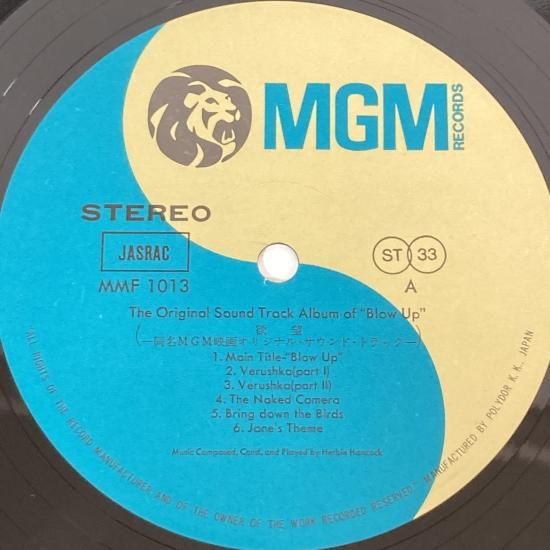 MGM
RECORDS
STEREO
JASRAC
MMF 1013
ST 33
A
The Original Sound Track Album of "Blow Up"
欲望
(—同名MGM映画オリジナル・サウンド・トラック—)
1. Main Title-"Blow Up"
2. Verushka(part I)
3. Verushka(part II)
4. The Naked Camera
5. Bring down the Birds
6. Jane's Theme
Music Composed, Cond. and Played by Herbie Hancock
"ALL RIGHTS OF THE RECORD MANUFACTURER AND OF THE OWNER OF THE WORK RECORDED RESERVED" MANUFACTURED BY POLYDOR K.K., JAPAN